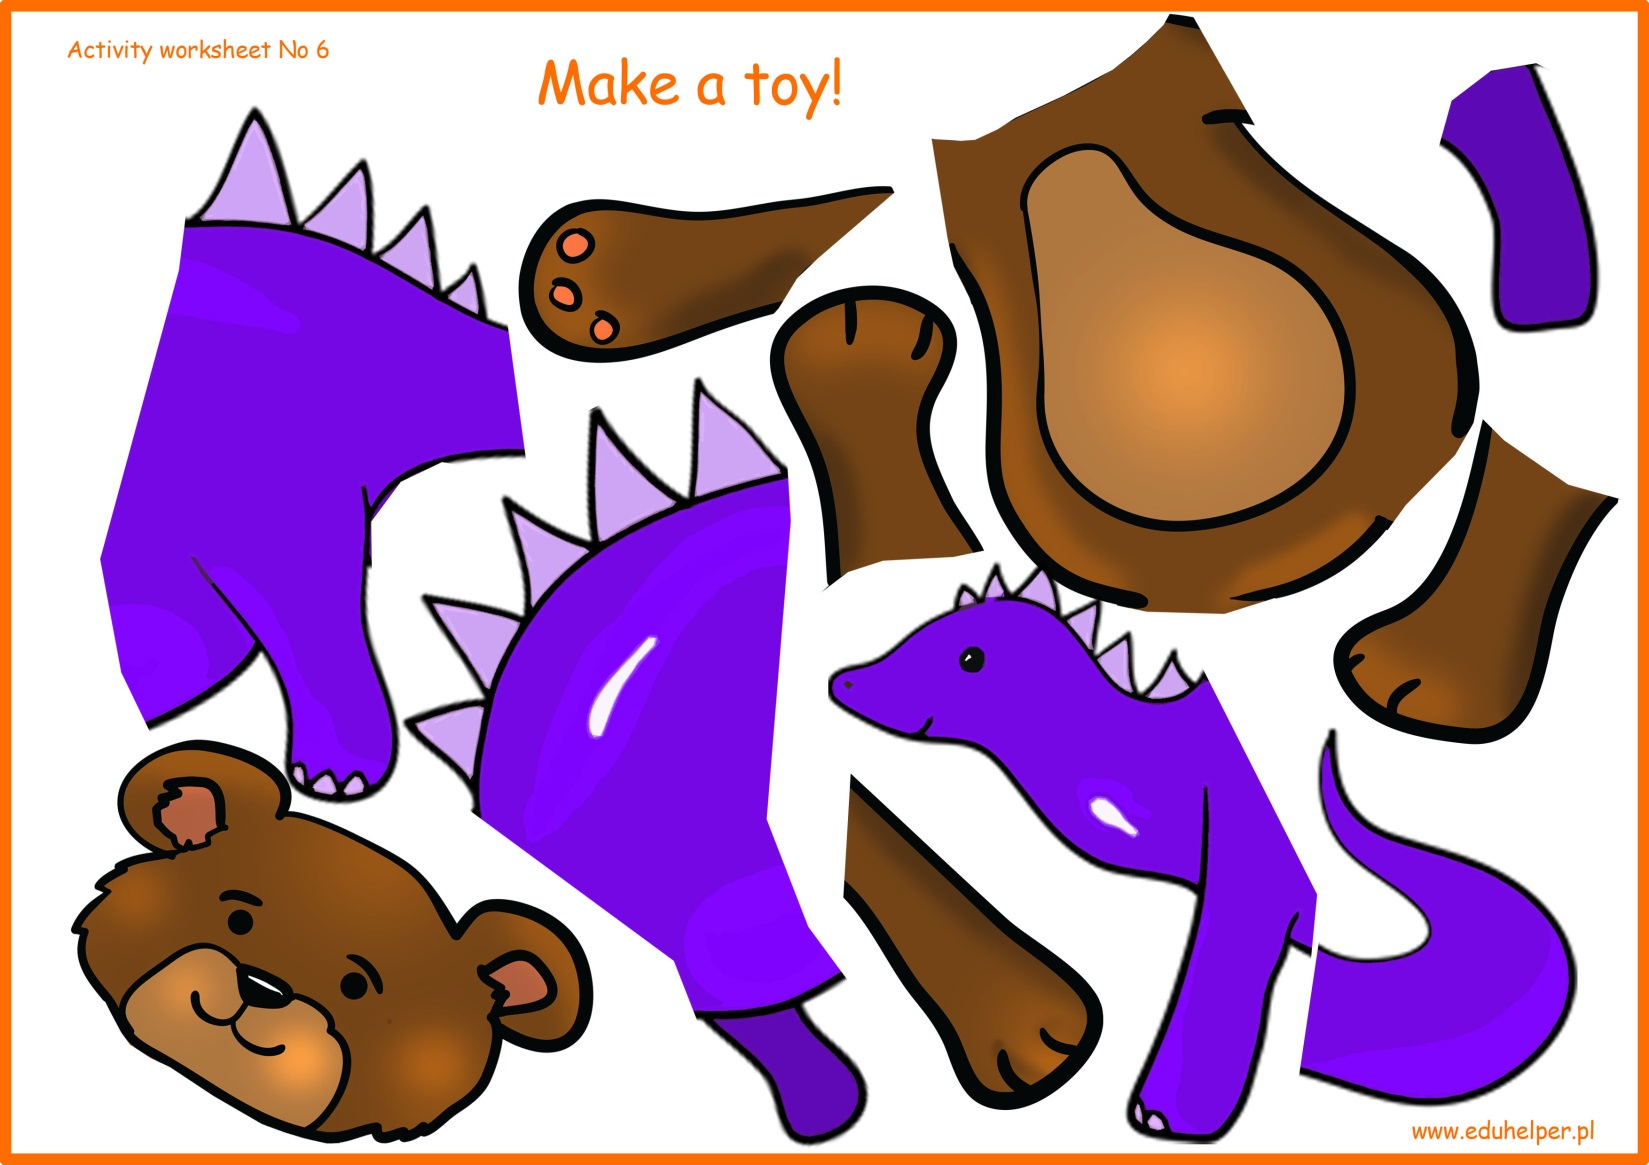 Activity worksheet No 6
Make a toy!
www.eduhelper.pl